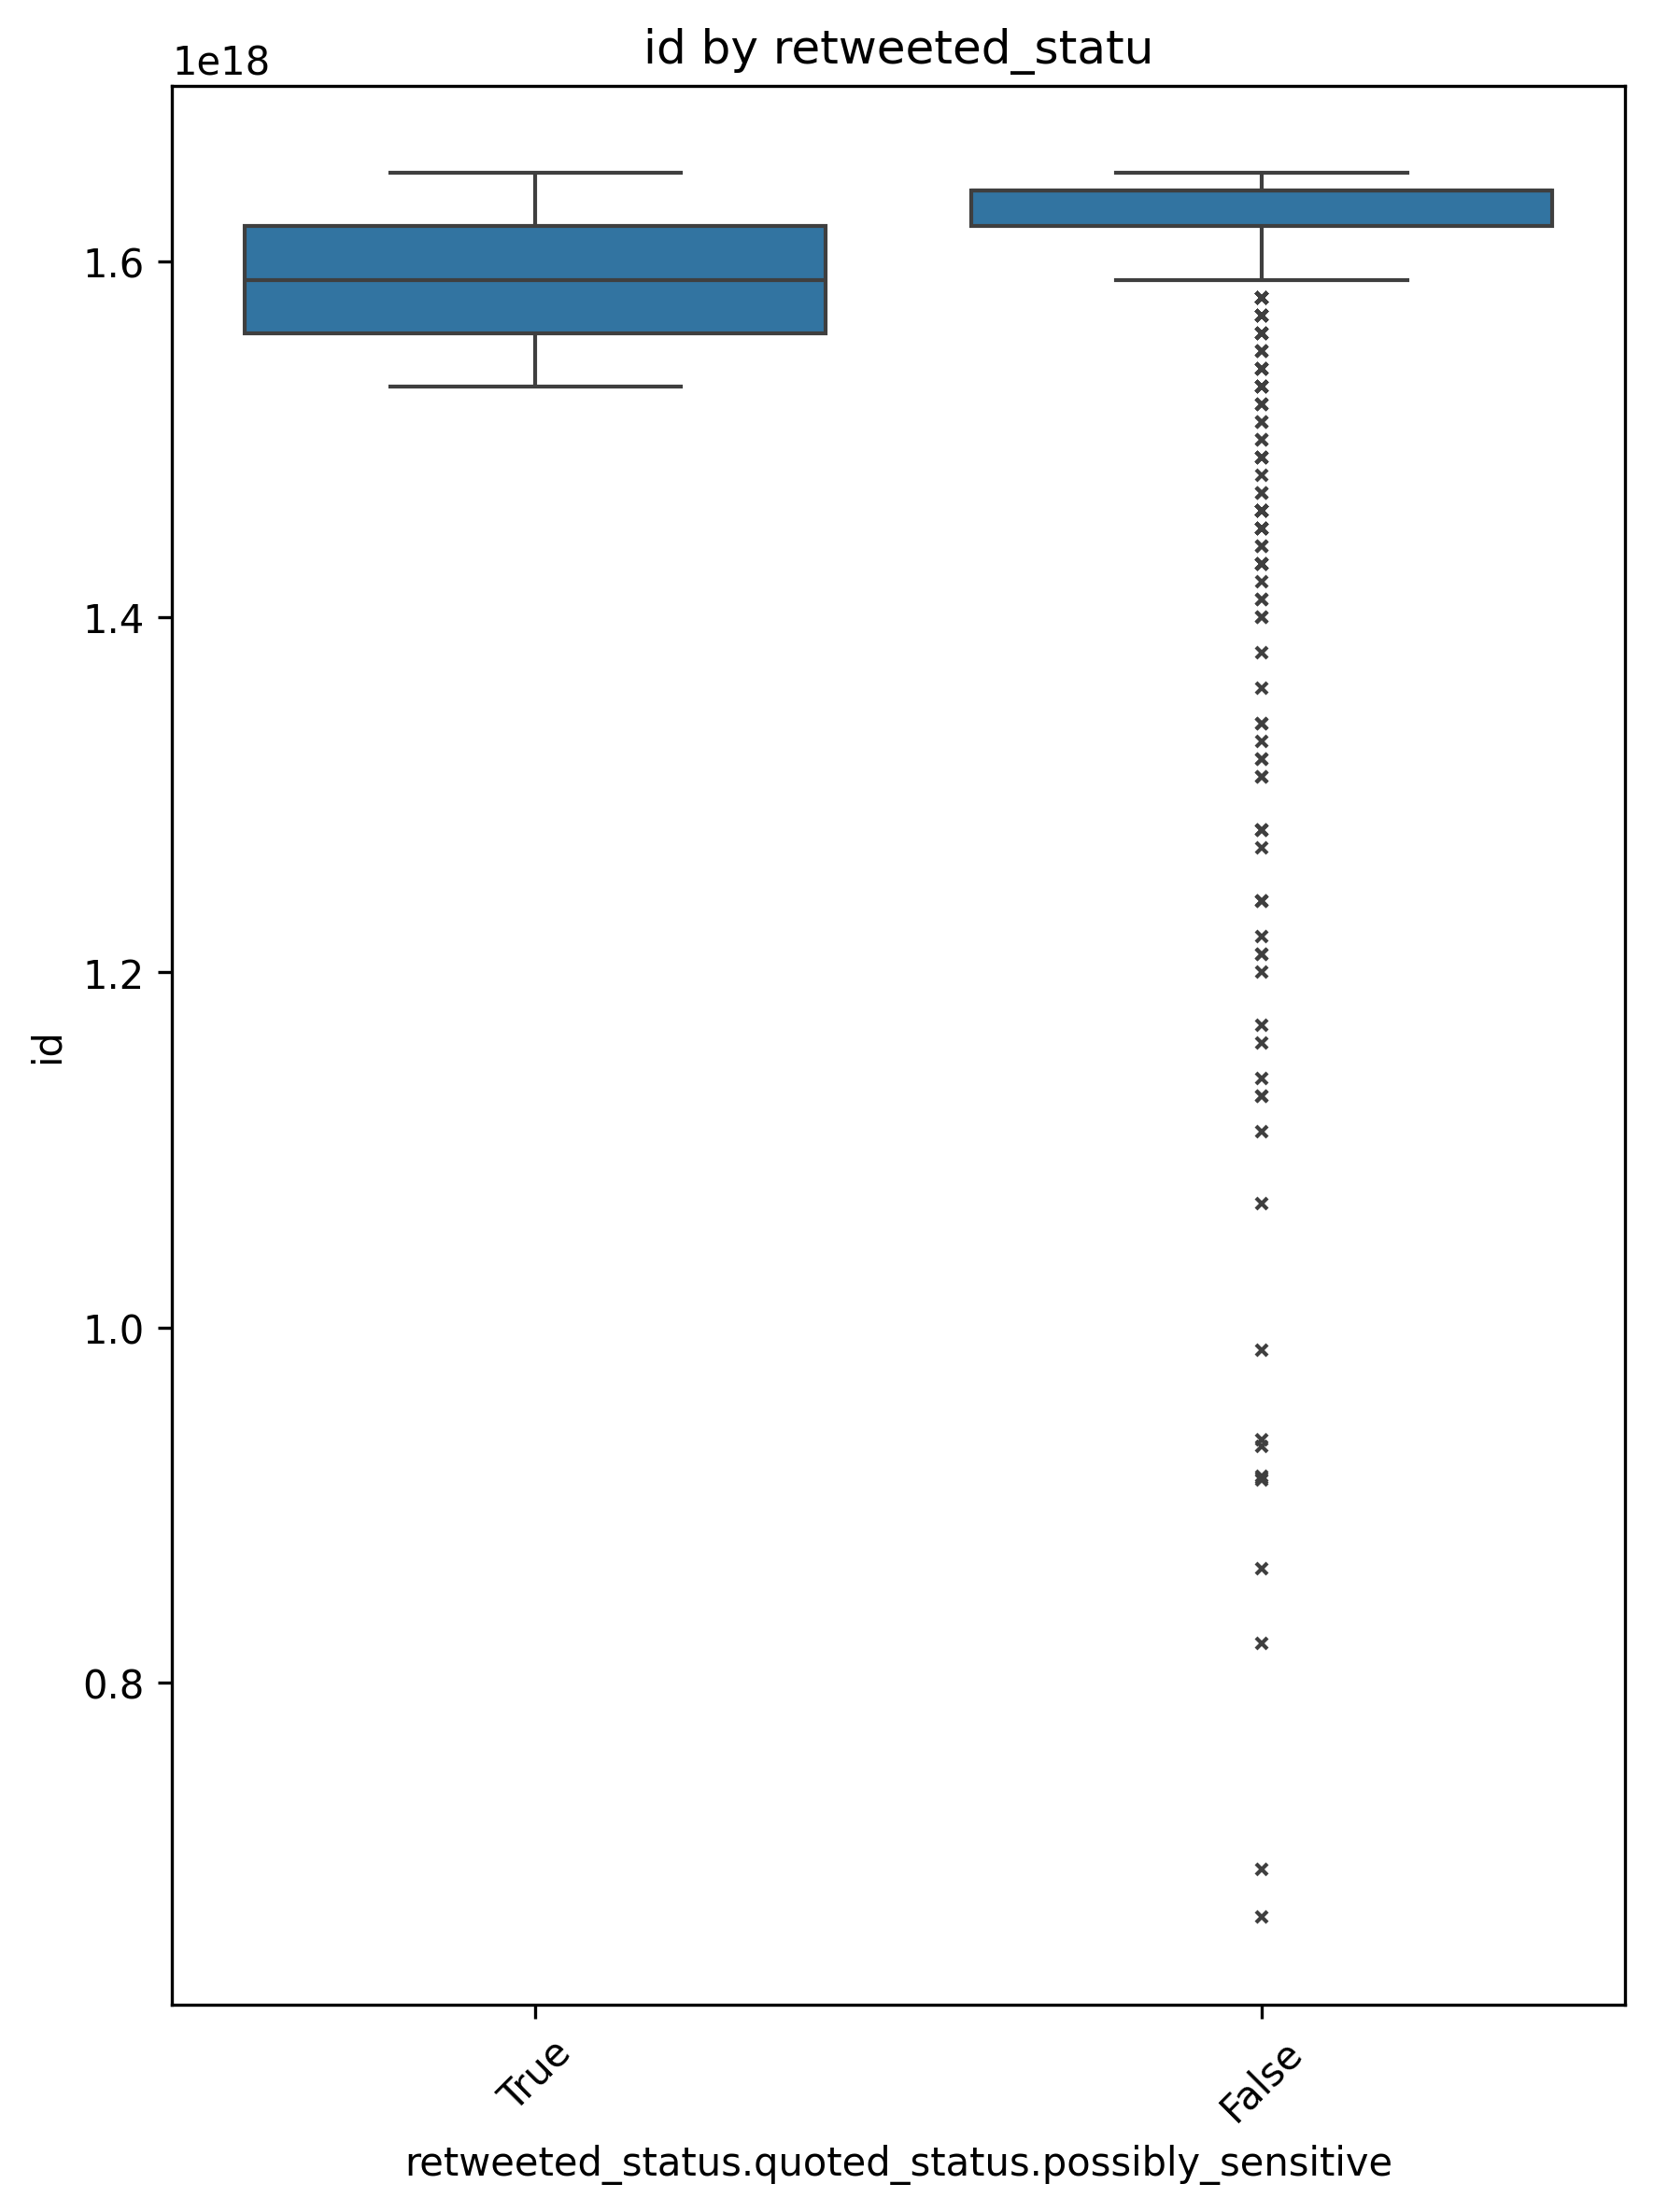 id by retweeted_statu
1e18
1.6
1.4
1.2
1.0
0.8
id
True
False
retweeted_status.quoted_status.possibly_sensitive